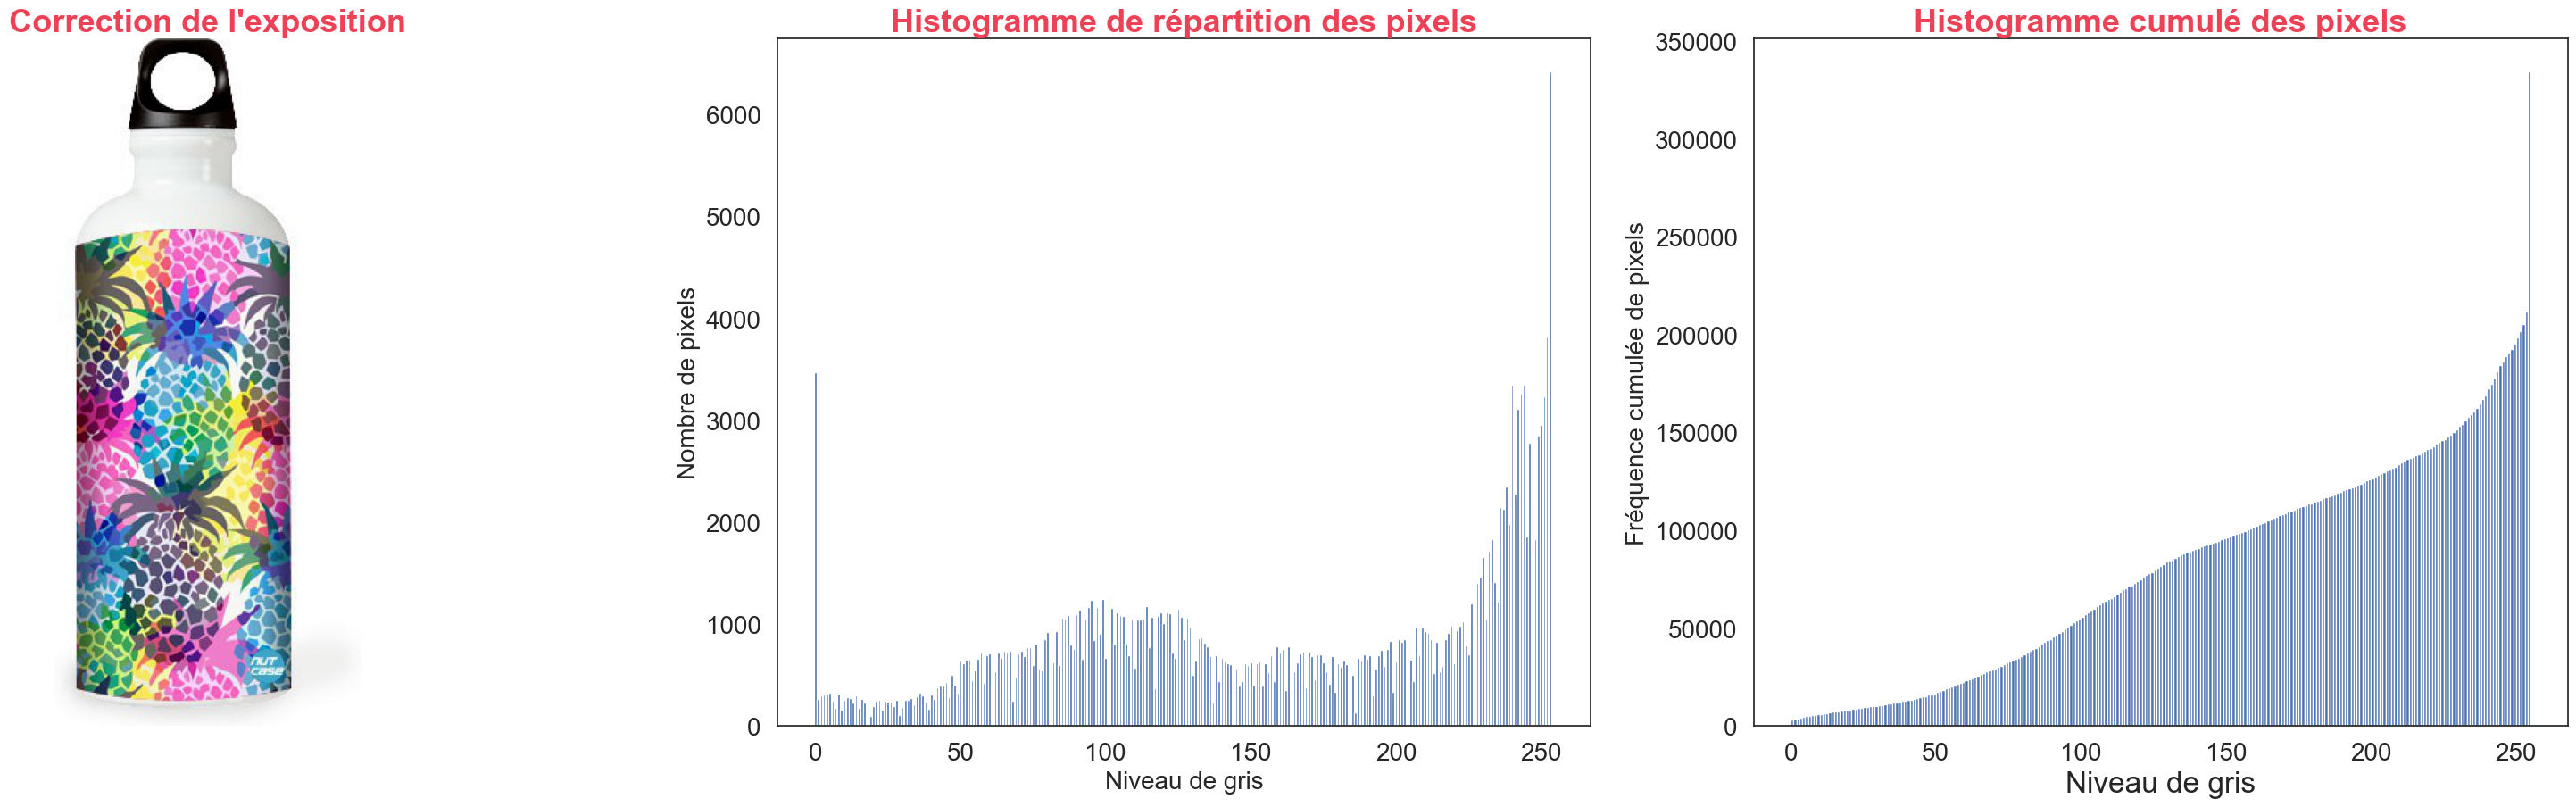 Correction de l'exposition
nut
case
Histogramme de répartition des pixels
Nombre de pixels
6000
5000
4000
3000
2000
1000
0
0 50 100 150 200 250
Niveau de gris
Histogramme cumulé des pixels
Fréquence cumulée de pixels
350000
300000
250000
200000
150000
100000
50000
0
0 50 100 150 200 250
Niveau de gris